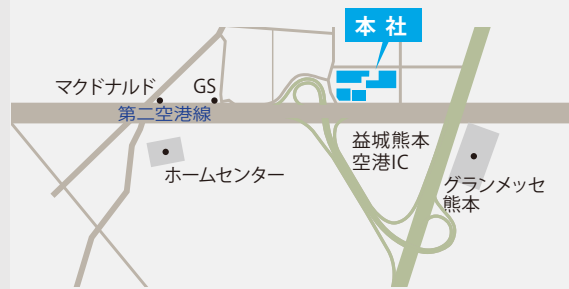 本社
マクドナルド
GS
第二空港線
益城熊本
空港IC
ホームセンター
グランメッセ
熊本